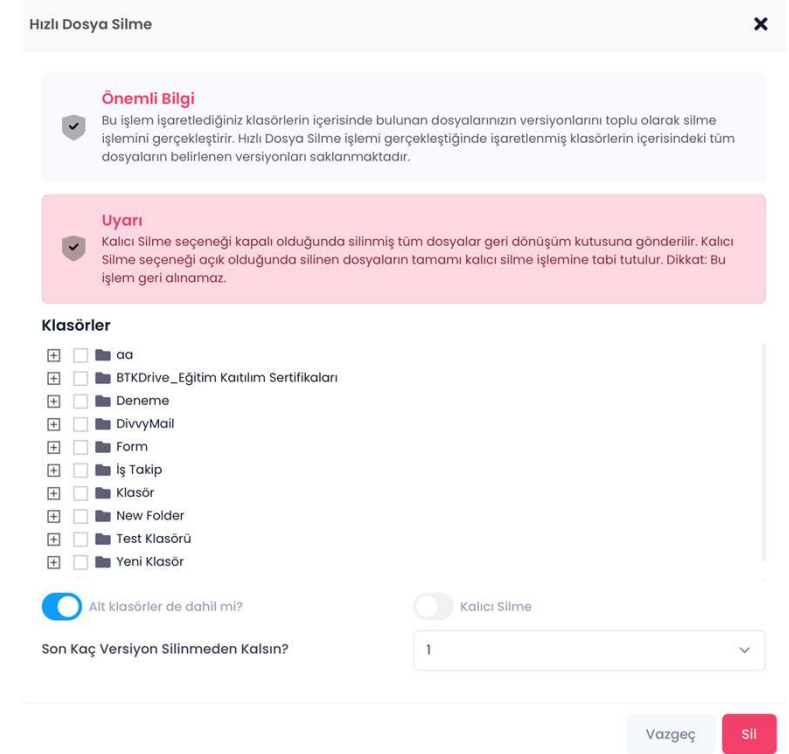 Hızlı Dosya Silme
Önemli Bilgi
Bu işlem işaretlediğiniz klasörlerin içerisinde bulunan dosyalarınızın versiyonlarını toplu olarak silme
işlemini gerçekleştirir. Hızlı Dosya Silme işlemi gerçekleştiğinde işaretlenmiş klasörlerin içerisindeki tüm
dosyaların belirlenen versiyonları saklanmaktadır.
Uyarı
Kalıcı Silme seçeneği kapalı olduğunda silinmiş tüm dosyalar geri dönüşüm kutusuna gönderilir. Kalıcı
Silme seçeneği açık olduğunda silinen dosyaların tamamı kalıcı silme işlemine tabi tutulur. Dikkat: Bu
işlem geri alınamaz.
Klasörler
aa
BTKDrive_Eğitim Kaıtılım Sertifikaları
Deneme
DivvyMail
Form
İş Takip
Klasör
New Folder
Test Klasörü
Yeni Klasör
Alt klasörler de dahil mi?
Kalıcı Silme
Son Kaç Versiyon Silinmeden Kalsın?
1
Vazgeç
Sil